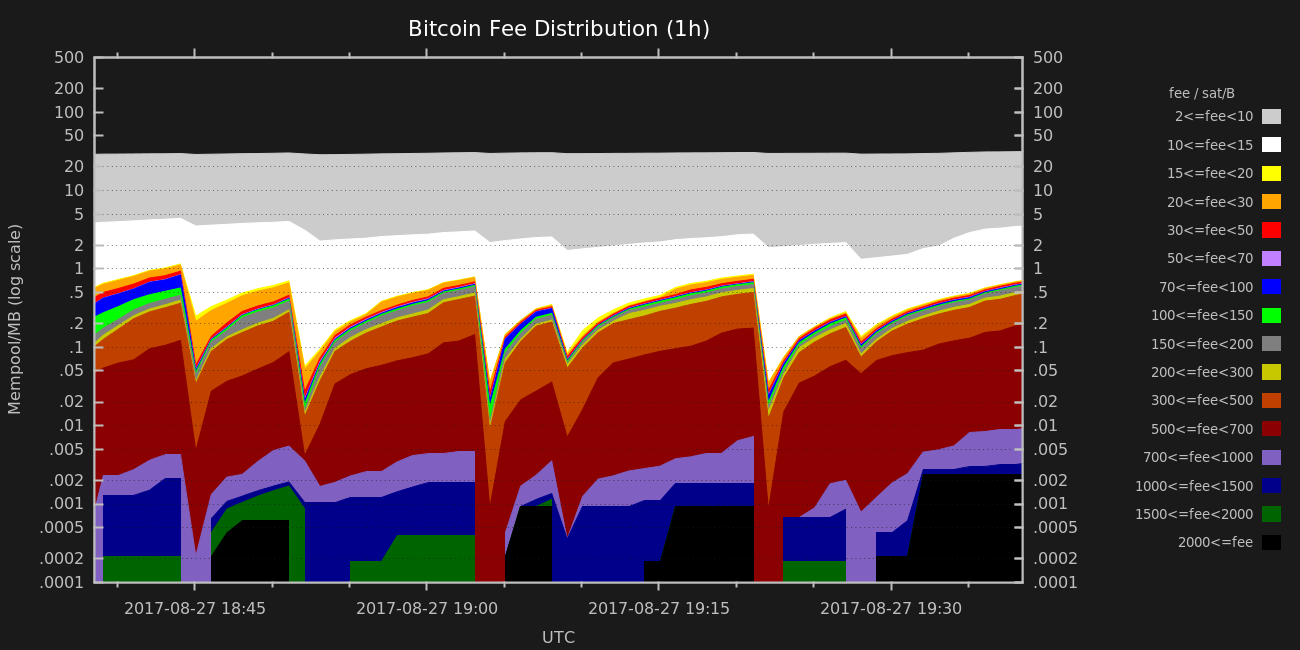 Bitcoin Fee Distribution (1h)
500
200
100
50
20
10
5
2
1
.5
.2
.1
.05
.02
.01
.005
.002
.001
.0005
.0002
.0001
Mempool/MB (log scale)
500
200
100
50
20
10
5
2
1
.5
.2
.1
.05
.02
.01
.005
.002
.001
.0005
.0002
.0001
fee / sat/B
2<=fee<10
10<=fee<15
15<=fee<20
20<=fee<30
30<=fee<50
50<=fee<70
70<=fee<100
100<=fee<150
150<=fee<200
200<=fee<300
300<=fee<500
500<=fee<700
700<=fee<1000
1000<=fee<1500
1500<=fee<2000
2000<=fee
2017-08-27 18:45
2017-08-27 19:00
2017-08-27 19:15
2017-08-27 19:30
UTC